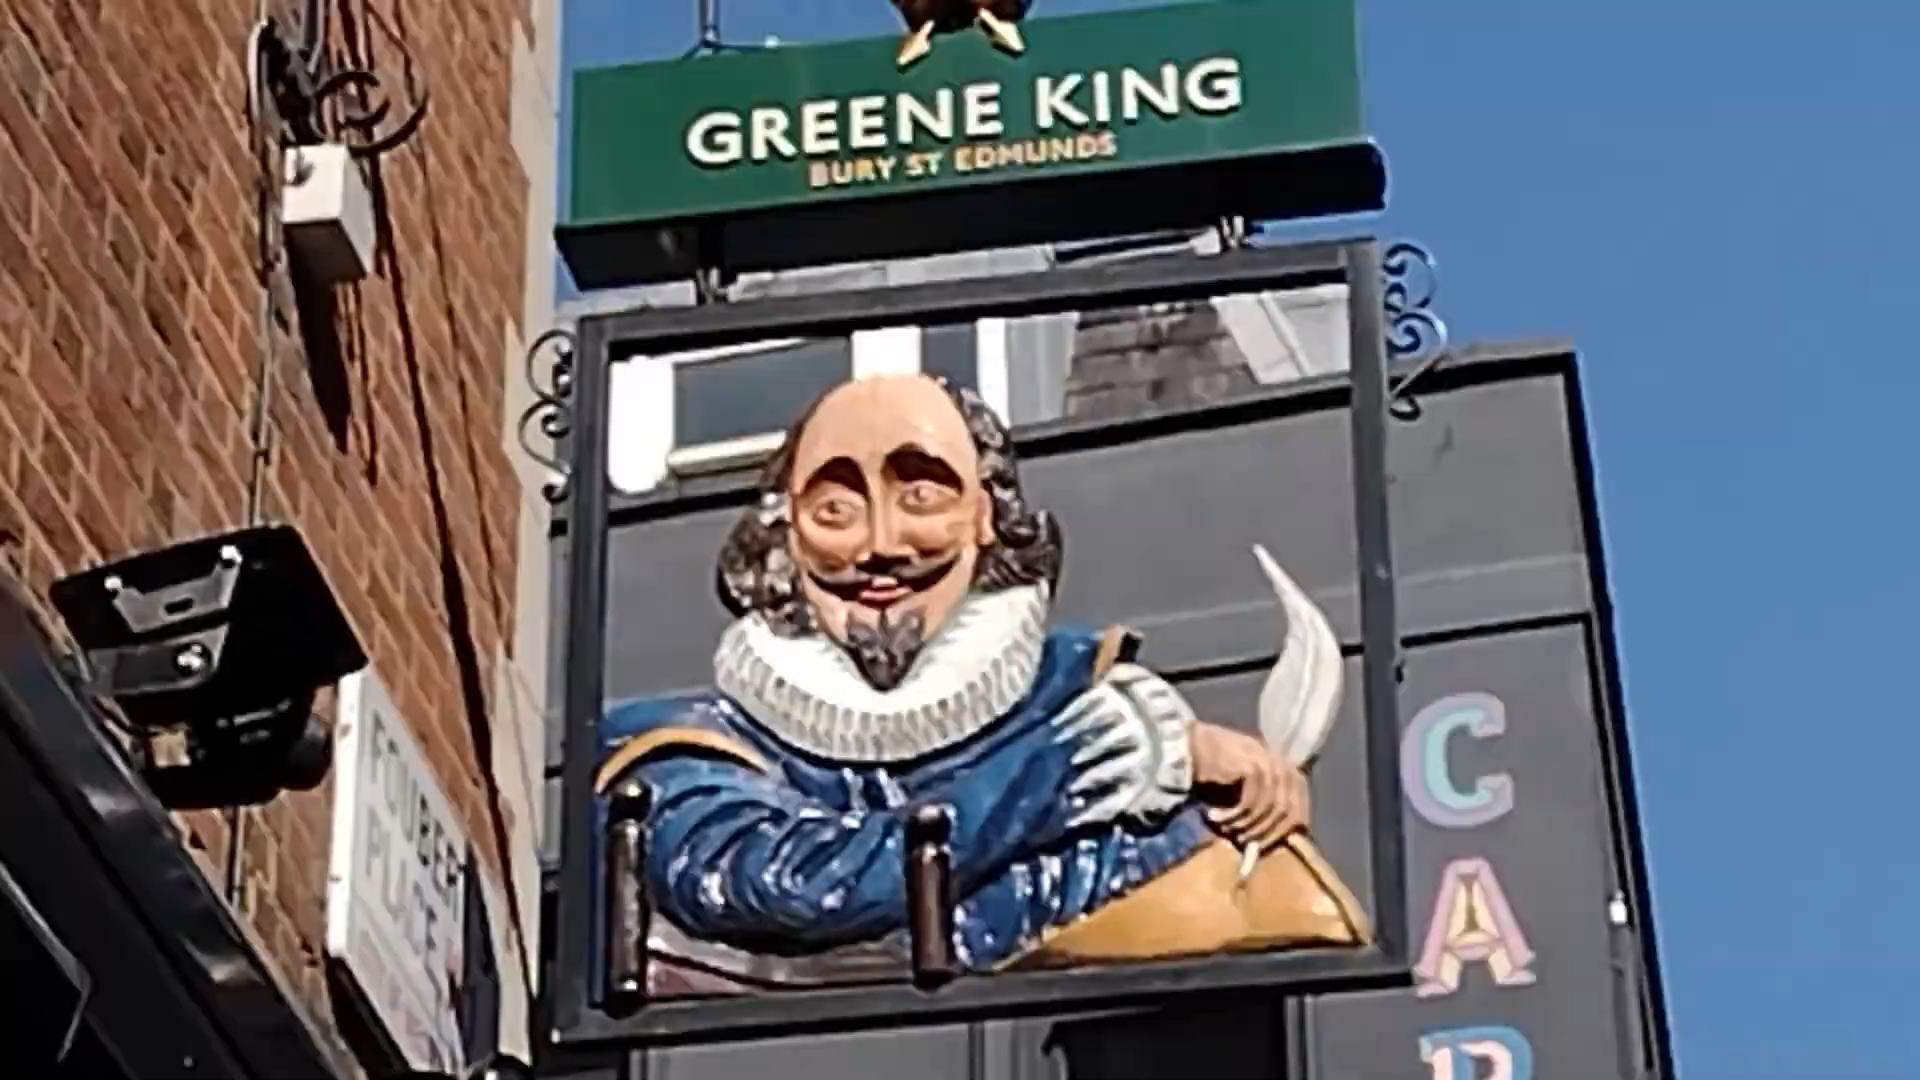 GREENE KING
BURY ST EDMUNDS
FOUBERT
PLACE
C
A